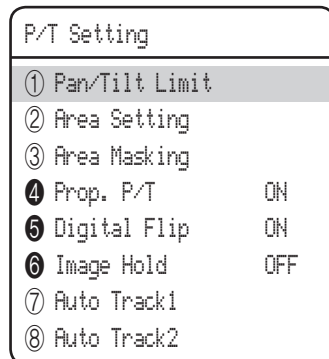 P/T Setting
① Pan/Tilt Limit
② Area Setting
③ Area Masking
❹ Prop. P/T ON
❺ Digital Flip ON
❻ Image Hold OFF
⑦ Auto Track1
⑧ Auto Track2